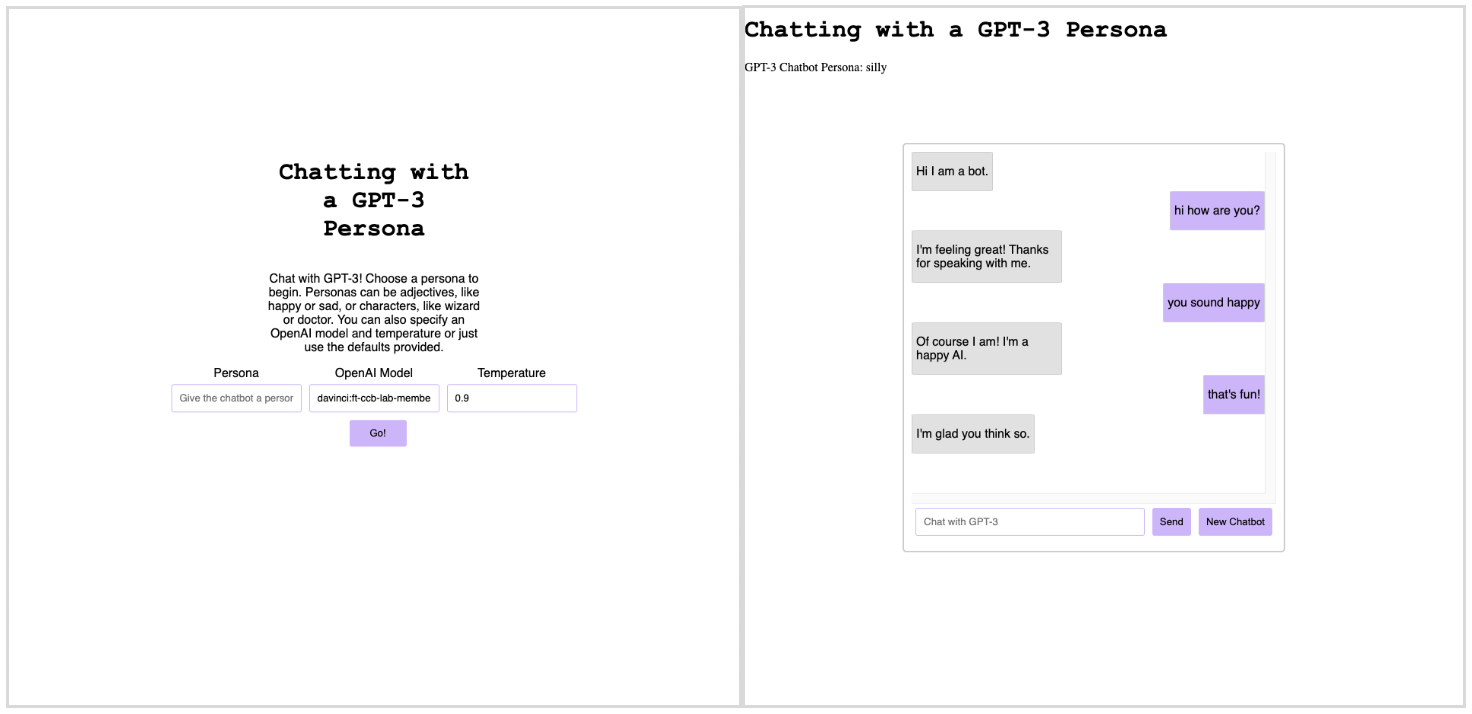 Chatting with
a GPT-3
Persona
Chat with GPT-3! Choose a persona to
begin. Personas can be adjectives, like
happy or sad, or characters, like wizard
or doctor. You can also specify an
OpenAI model and temperature or just
use the defaults provided.
Persona
OpenAI Model
Temperature
Give the chatbot a persor
davinci:ft-ccb-lab-membe
0.9
Go!
Chatting with a GPT-3 Persona
GPT-3 Chatbot Persona: silly
Hi I am a bot.
hi how are you?
I'm feeling great! Thanks
for speaking with me.
you sound happy
Of course I am! I'm a
happy AI.
that's fun!
I'm glad you think so.
Chat with GPT-3
Send
New Chatbot